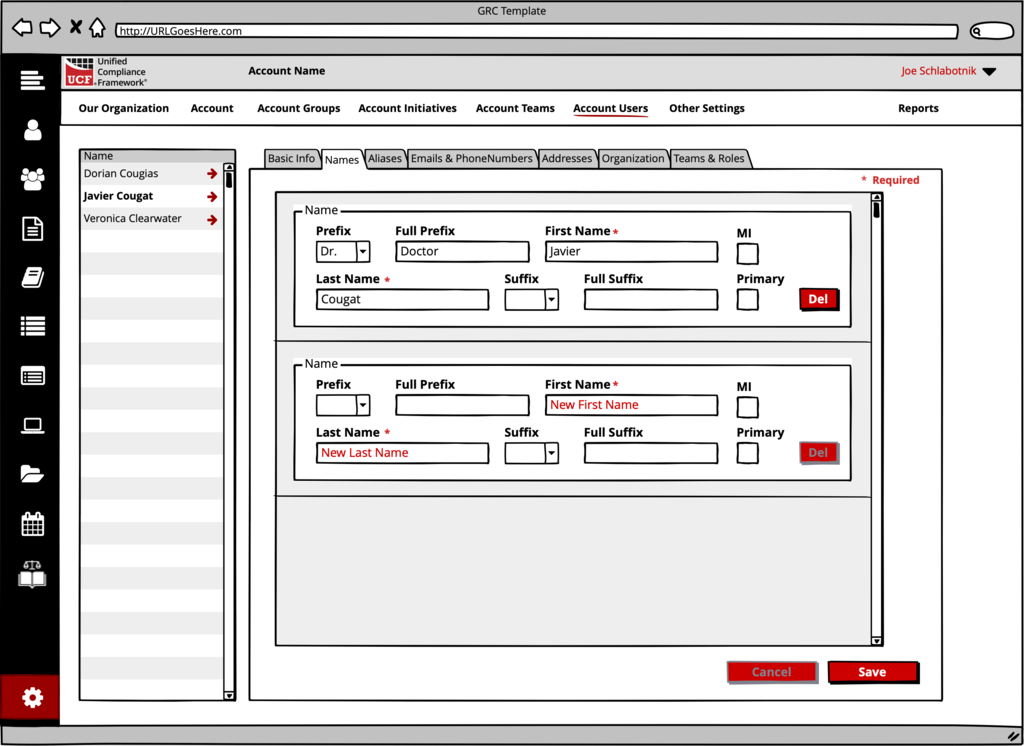 GRC Template
http://URLGoesHere.com
UCF Unified Compliance Framework®
Account Name
Joe Schlabotnik
Our Organization Account Account Groups Account Initiatives Account Teams Account Users Other Settings Reports
Name
Dorian Cougias
Javier Cougat
Veronica Clearwater
Basic Info Names Aliases Emails & PhoneNumbers Addresses Organization Teams & Roles
* Required
Name
Prefix Full Prefix First Name * MI
Dr. Doctor Javier
Last Name * Suffix Full Suffix Primary
Cougat Del
Name
Prefix Full Prefix First Name * MI
New First Name
Last Name * Suffix Full Suffix Primary
New Last Name Del
Cancel Save